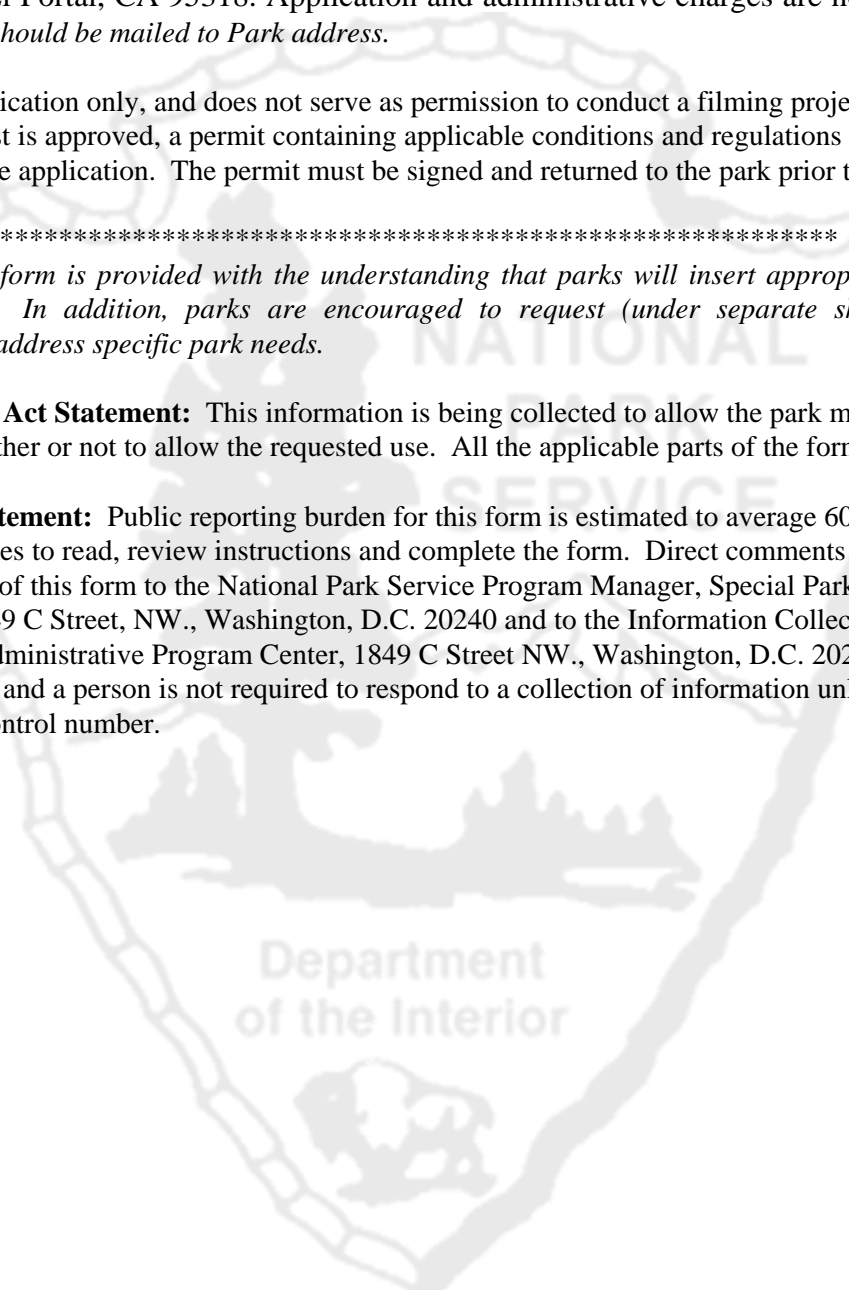 El Portal, CA 95318. Application and administrative charges are no
should be mailed to Park address.
ication only, and does not serve as permission to conduct a filming proje
st is approved, a permit containing applicable conditions and regulations
e application. The permit must be signed and returned to the park prior t
*********************************************************
form is provided with the understanding that parks will insert approp
In addition, parks are encouraged to request (under separate s
address specific park needs.
Act Statement: This information is being collected to allow the park m
ther or not to allow the requested use. All the applicable parts of the for
tement: Public reporting burden for this form is estimated to average 60
es to read, review instructions and complete the form. Direct comments
of this form to the National Park Service Program Manager, Special Park
9 C Street, NW., Washington, D.C. 20240 and to the Information Collec
dministrative Program Center, 1849 C Street NW., Washington, D.C. 202
and a person is not required to respond to a collection of information un
ontrol number.
NATIONAL
PARK
SERVICE
Department
of the Interior